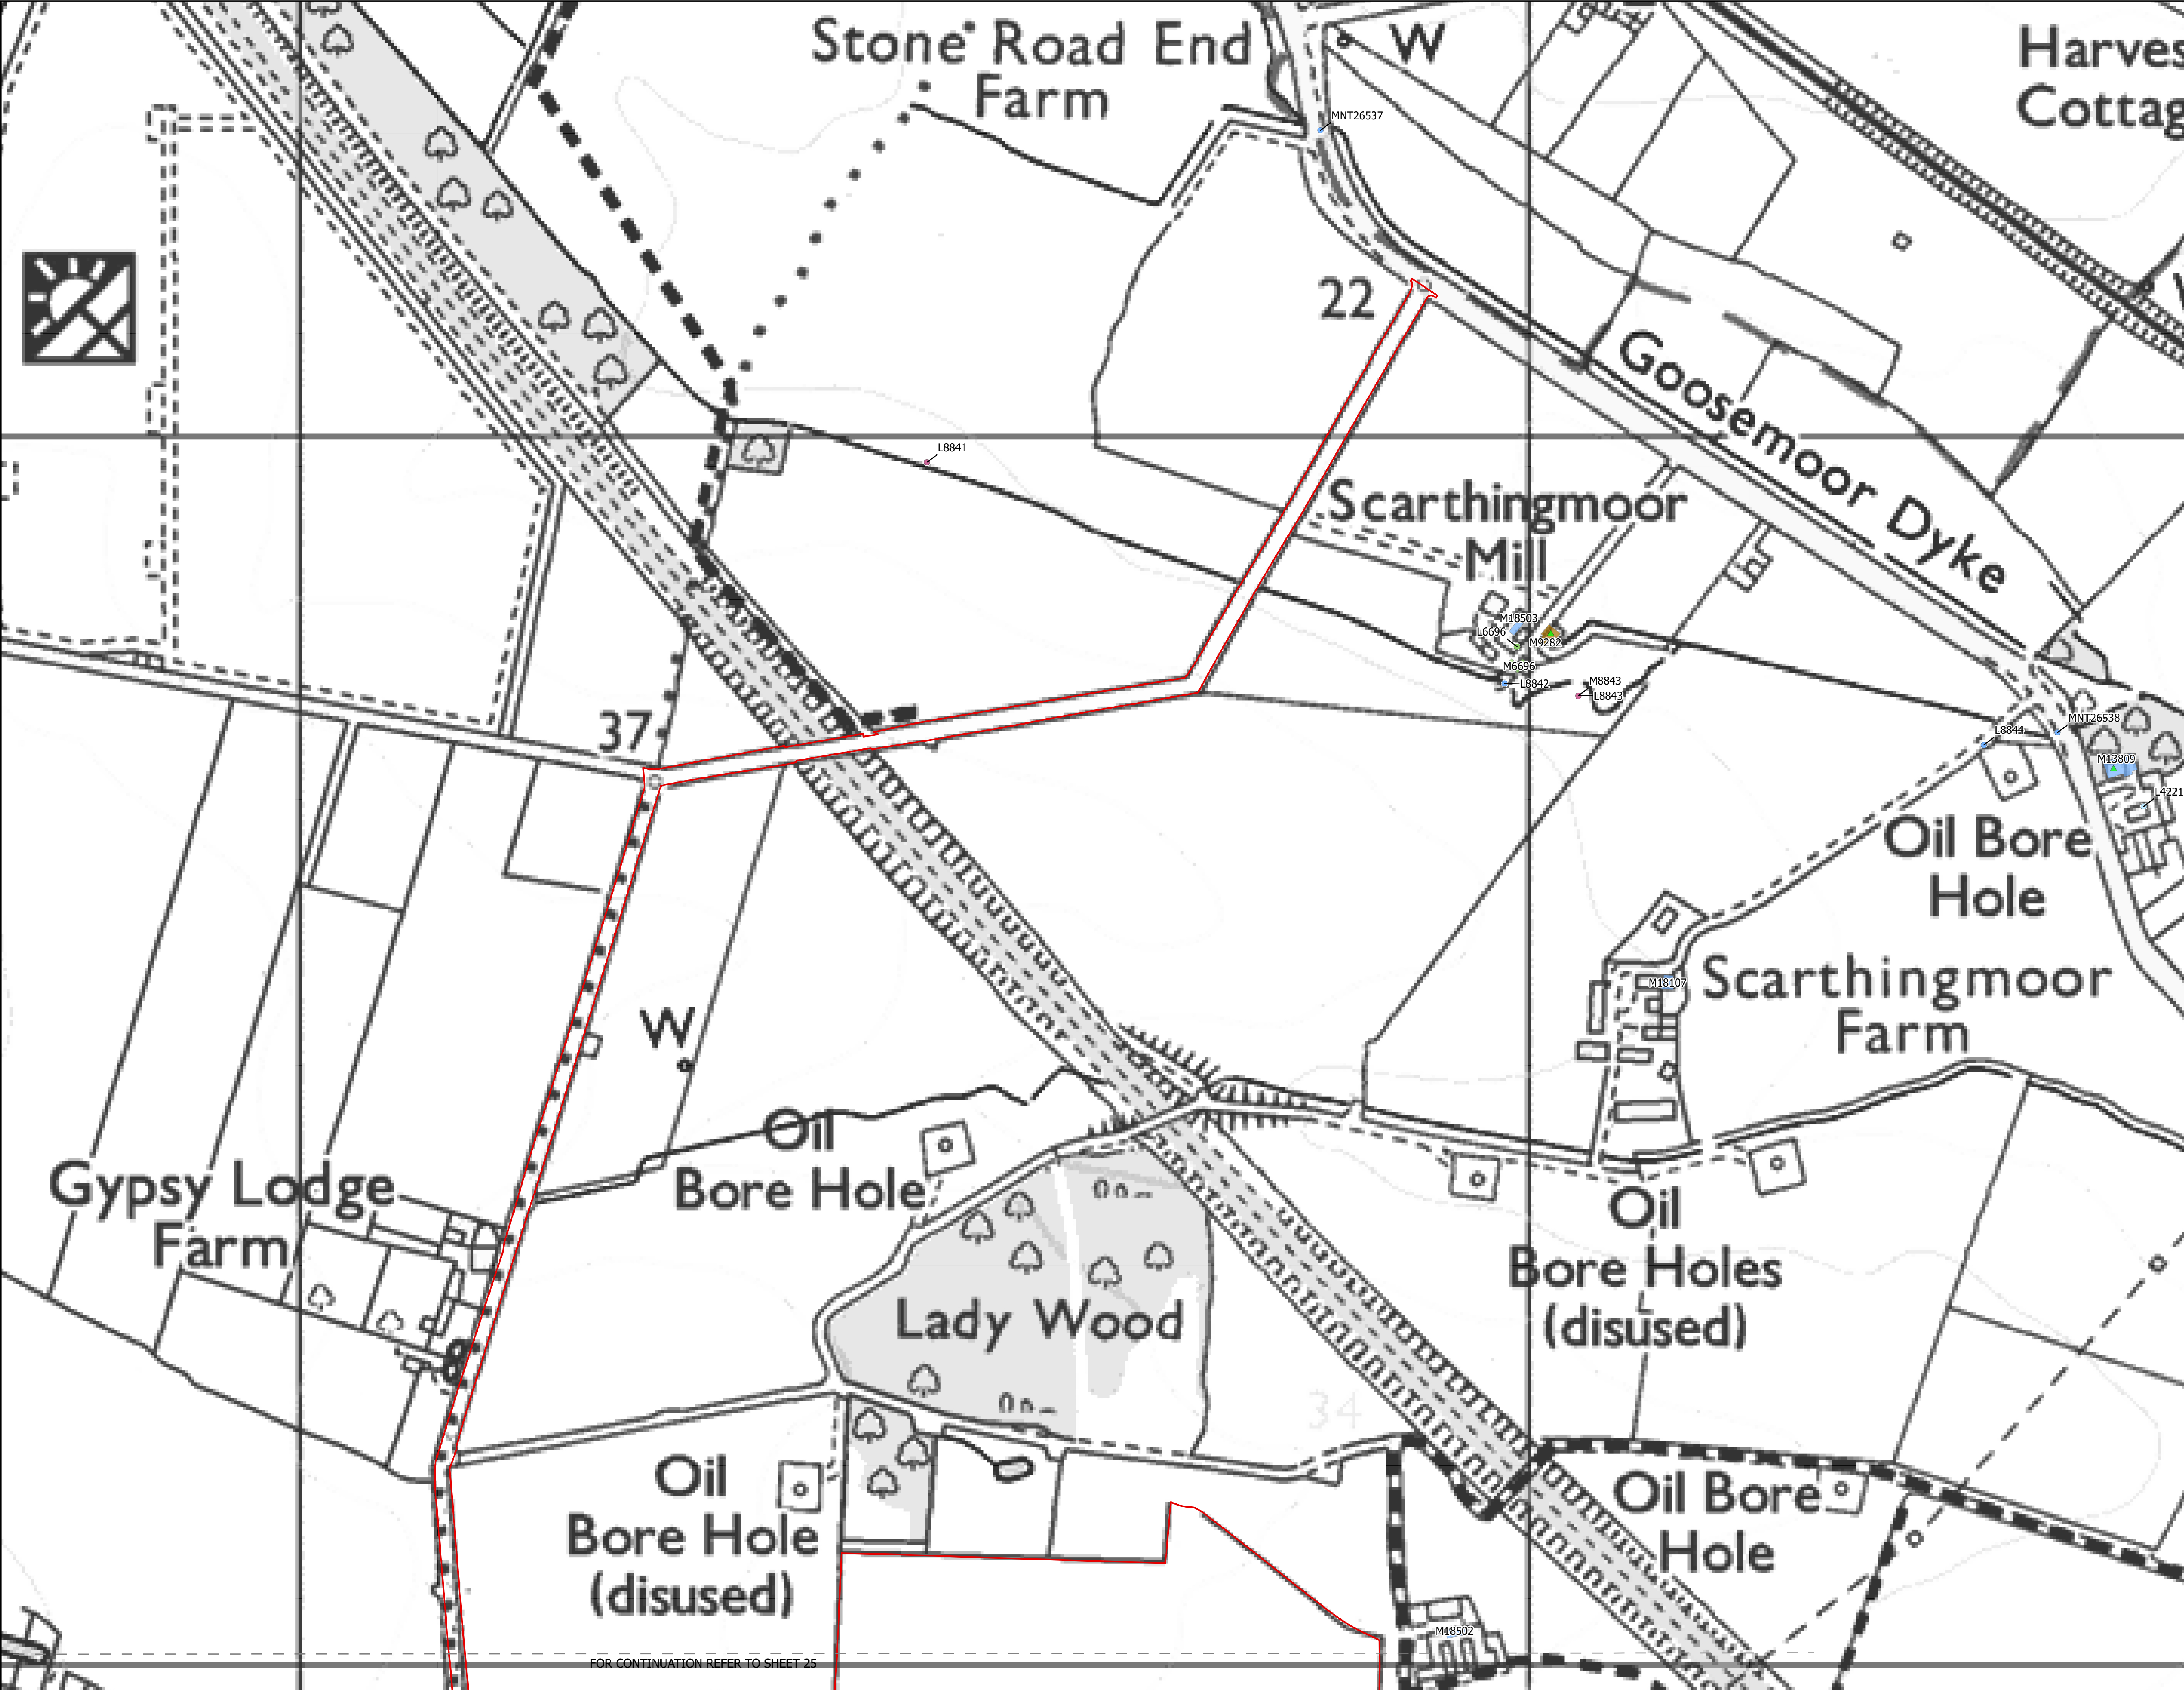 Stone Road End
Farm
W
Harves
Cottag
MNT26537
22
Goosemoor Dyke
L8841
Scarthingmoor
Mill
M18503
L6696
M9282
M6696
L8842
M8843
L8843
37
MNT26538
L8844
M13809
L4221
Oil Bore
Hole
Scarthingmoor
Farm
M18107
W
Oil
Bore Hole
Gypsy Lodge
Farm
Oil
Bore Holes
(disused)
Lady Wood
34
Oil
Bore Hole
(disused)
Oil Bore
Hole
M18502
FOR CONTINUATION REFER TO SHEET 25